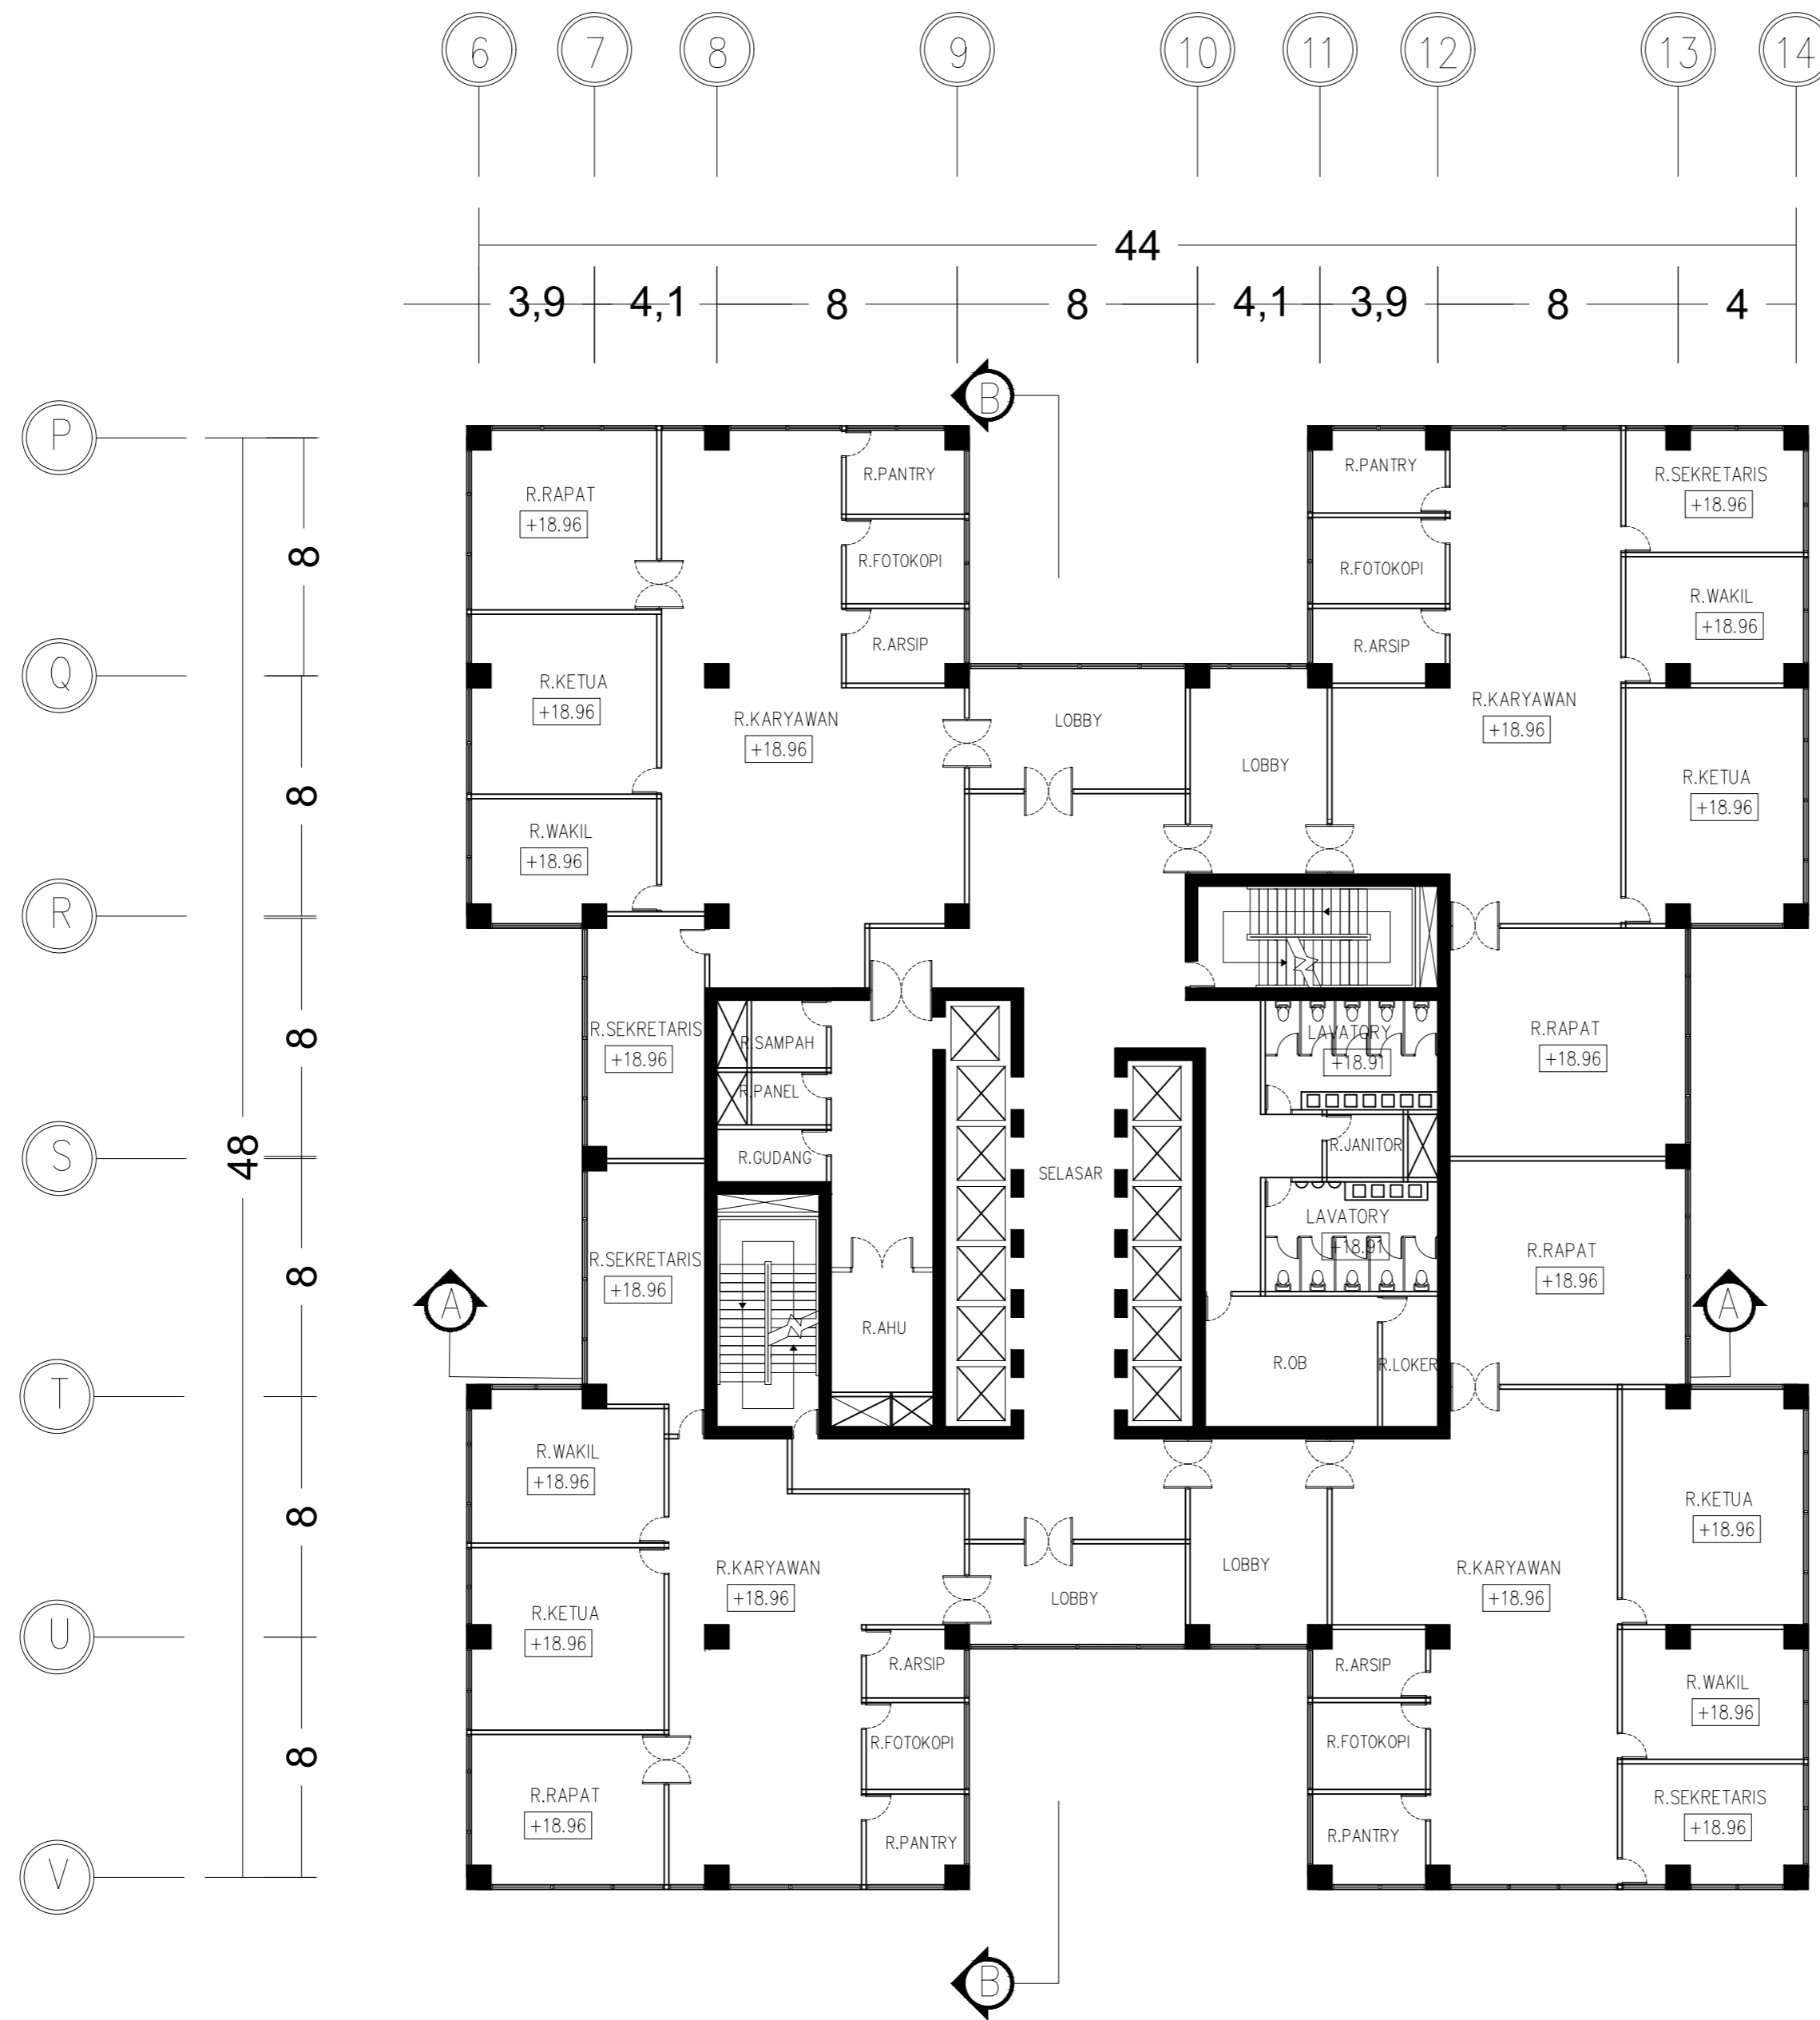 6 7 8 9 10 11 12 13 14
44
3,9 4,1 8 8 4,1 3,9 8 4
B
P
R.PANTRY
R.PANTRY
R.SEKRETARIS
R.RAPAT
+18.96
+18.96
8
R.FOTOKOPI
R.FOTOKOPI
R.WAKIL
+18.96
R.ARSIP
R.ARSIP
Q
R.KETUA
+18.96
R.KARYAWAN
+18.96
LOBBY
R.KARYAWAN
+18.96
LOBBY
R.KETUA
+18.96
8
R.WAKIL
+18.96
R
R.SEKRETARIS
+18.96
R.SAMPAH
LAVATORY
+18.91
R.RAPAT
+18.96
8
R.PANEL
48
S
R.GUDANG
SELASAR
R.JANITOR
LAVATORY
+18.91
R.SEKRETARIS
+18.96
R.RAPAT
+18.96
8
A
A
R.AHU
R.OB
R.LOKER
T
R.WAKIL
+18.96
R.KETUA
+18.96
8
R.KARYAWAN
+18.96
LOBBY
LOBBY
R.KARYAWAN
+18.96
R.KETUA
+18.96
U
R.ARSIP
R.ARSIP
R.WAKIL
+18.96
R.FOTOKOPI
R.FOTOKOPI
8
R.RAPAT
+18.96
R.SEKRETARIS
+18.96
R.PANTRY
R.PANTRY
V
B